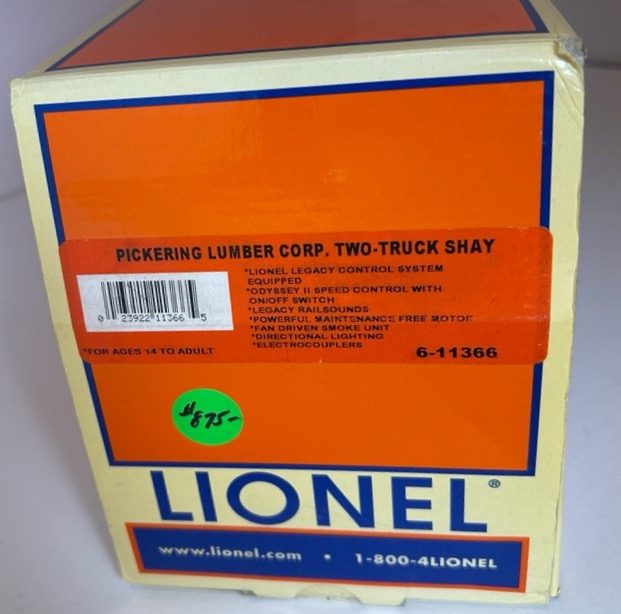 PICKERING LUMBER CORP. TWO-TRUCK SHAY
*LIONEL LEGACY CONTROL SYSTEM
EQUIPPED
*ODYSSEY II SPEED CONTROL WITH
ON/OFF SWITCH
*LEGACY RAILSOUNDS
*POWERFUL MAINTENANCE FREE MOTOR
*FAN DRIVEN SMOKE UNIT
*DIRECTIONAL LIGHTING
*ELECTROCOUPLERS
0 23922 11366 5
*FOR AGES 14 TO ADULT
6-11366
$875-
LIONEL®
www.lionel.com • 1-800-4LIONEL